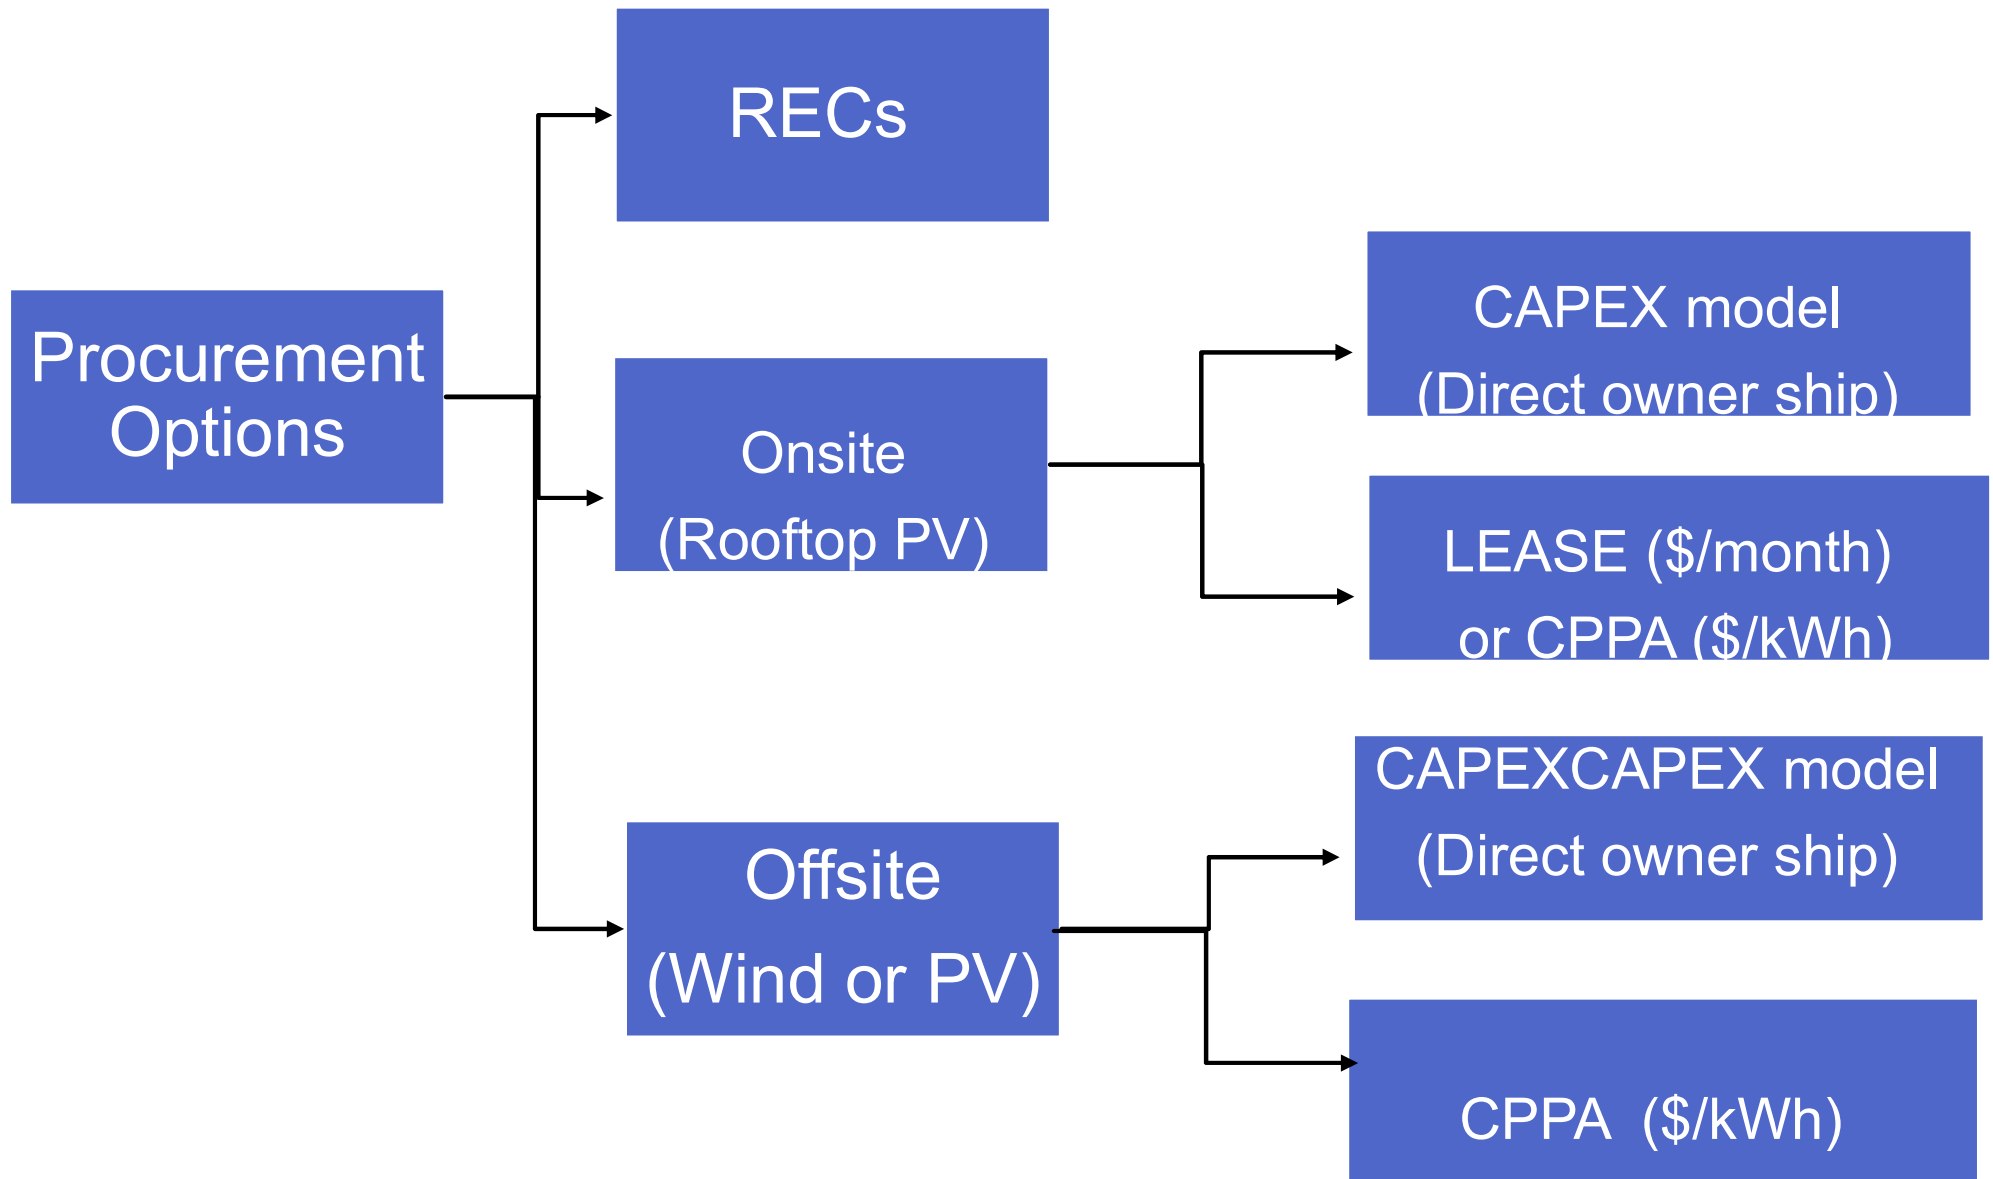 RECs
Procurement
Options
Onsite
(Rooftop PV)
CAPEX model
(Direct owner ship)
LEASE ($/month)
or CPPA ($/kWh)
Offsite
(Wind or PV)
CAPEXCAPEX model
(Direct owner ship)
CPPA  ($/kWh)